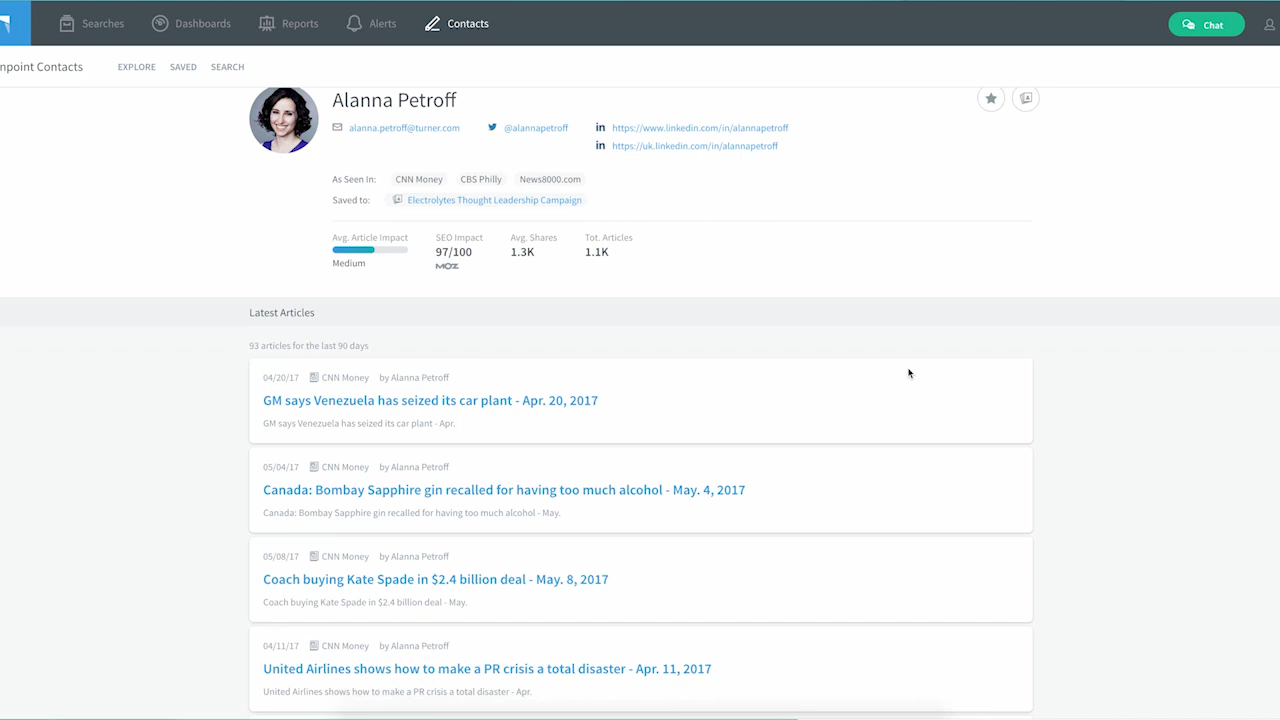 Searches Dashboards Reports Alerts Contacts Chat
npoint Contacts EXPLORE SAVED SEARCH
Alanna Petroff
alanna.petroff@turner.com @alannapetroff in https://www.linkedin.com/in/alannapetroff
in https://uk.linkedin.com/in/alannapetroff
As Seen In: CNN Money CBS Philly News8000.com
Saved to: Electrolytes Thought Leadership Campaign
Avg. Article Impact SEO Impact Avg. Shares Tot. Articles
97/100 1.3K 1.1K
Medium MOZ
Latest Articles
93 articles for the last 90 days
04/20/17 CNN Money by Alanna Petroff
GM says Venezuela has seized its car plant - Apr. 20, 2017
GM says Venezuela has seized its car plant - Apr.
05/04/17 CNN Money by Alanna Petroff
Canada: Bombay Sapphire gin recalled for having too much alcohol - May. 4, 2017
Canada: Bombay Sapphire gin recalled for having too much alcohol - May.
05/08/17 CNN Money by Alanna Petroff
Coach buying Kate Spade in $2.4 billion deal - May. 8, 2017
Coach buying Kate Spade in $2.4 billion deal - May.
04/11/17 CNN Money by Alanna Petroff
United Airlines shows how to make a PR crisis a total disaster - Apr. 11, 2017
United Airlines shows how to make a PR crisis a total disaster - Apr.